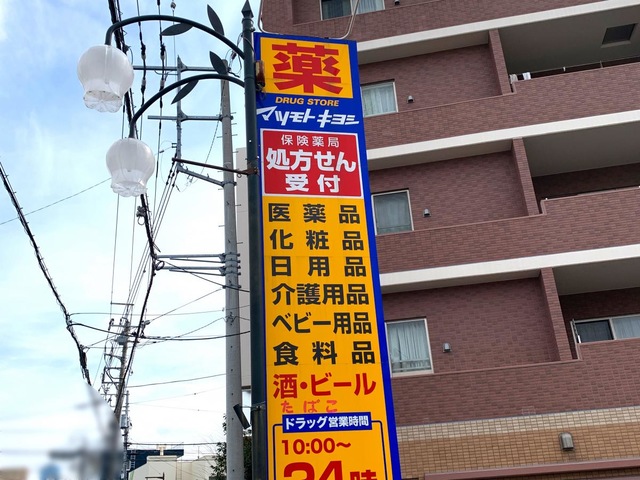 薬
DRUG STORE
マツモトキヨシ
保険薬局
処方せん
受付
医薬品
化粧品
日用品
介護用品
ベビー用品
食料品
酒・ビール
たばこ
ドラッグ営業時間
10:00〜
24時